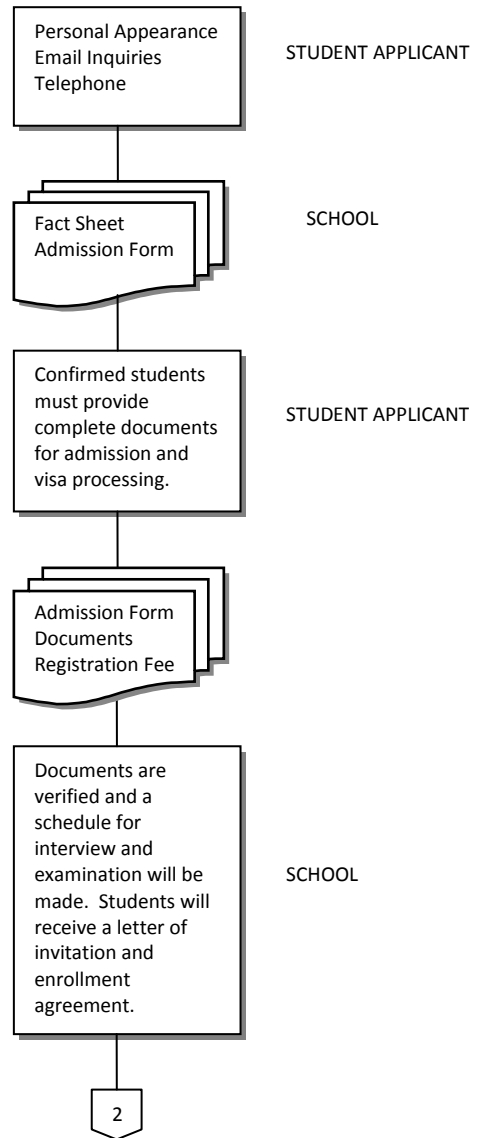 Personal Appearance
Email Inquiries
Telephone
STUDENT APPLICANT
Fact Sheet
Admission Form
SCHOOL
Confirmed students
must provide
complete documents
for admission and
visa processing.
STUDENT APPLICANT
Admission Form
Documents
Registration Fee
Documents are
verified and a
schedule for
interview and
examination will be
made.  Students will
receive a letter of
invitation and
enrollment
agreement.
SCHOOL
2